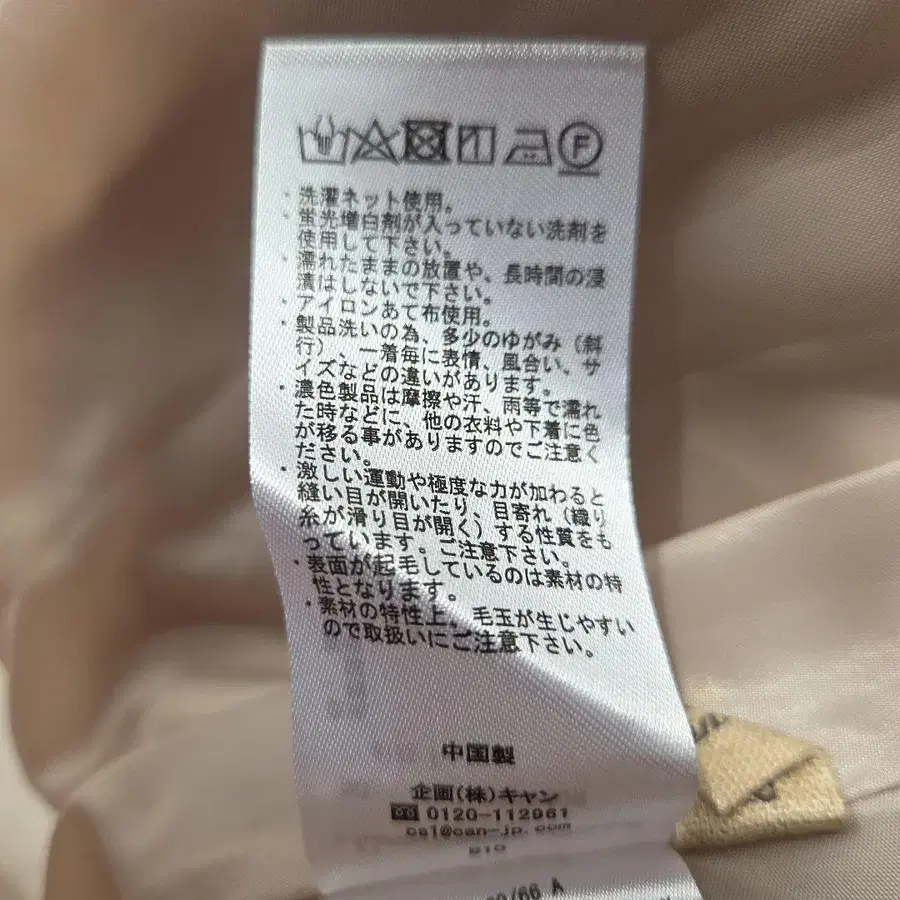 F
・洗濯ネット使用。
・蛍光増白剤が入っていない洗剤を
使用して下さい。
・濡れたままの放置や、長時間の浸
漬はしないで下さい。
・アイロンあて布使用。
・製品洗いの為、多少のゆがみ（斜
行）、一着毎に表情、風合い、サ
イズなどの違いがあります。
・濃色製品は摩擦や汗、雨等で濡れ
た時などに、他の衣料や下着に色
が移る事がありますのでご注意く
ださい。
・激しい運動や極度な力が加わると
縫い目が開いたり、目寄れ（織り
糸が滑り目が開く）する性質をも
っています。ご注意下さい。
・表面が起毛しているのは素材の特
性となります。
・素材の特性上、毛玉が生じやすい
ので取扱いにご注意下さい。
中国製
企画（株）キャン
0120-112961
csj@can-jp.com
/66 A